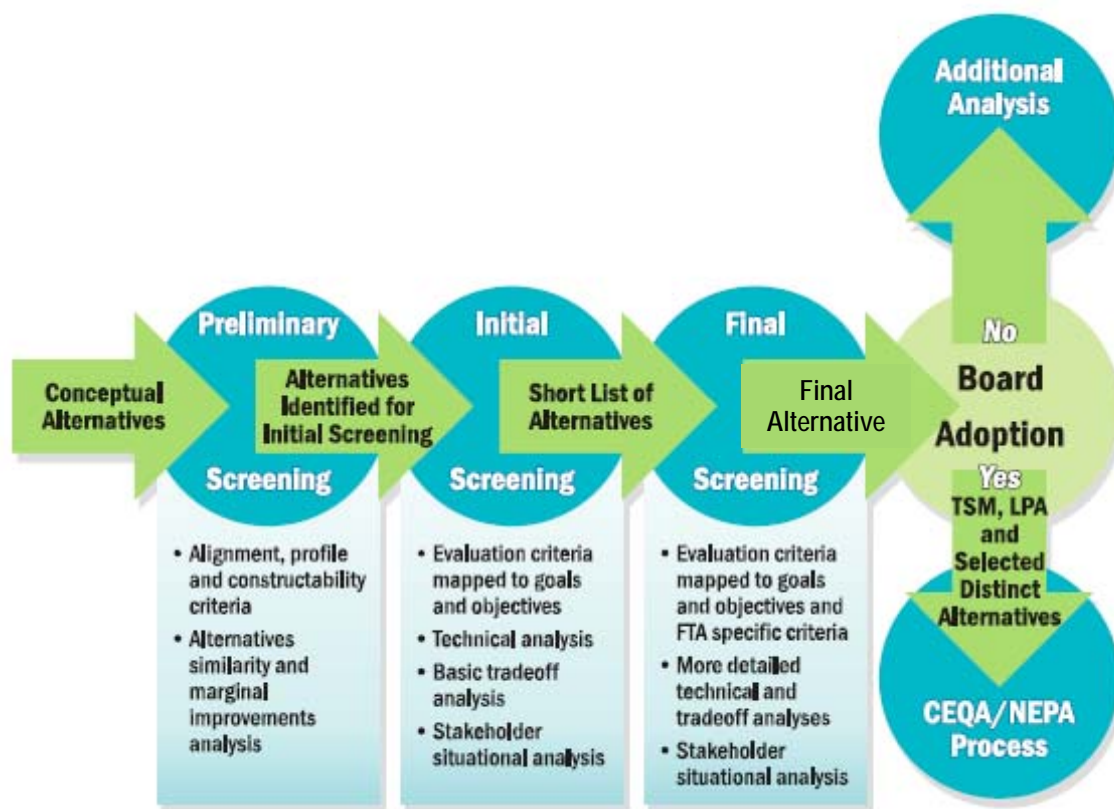 Additional
Analysis
Conceptual
Alternatives
Preliminary
Screening
• Alignment, profile
and constructability
criteria
• Alternatives
similarity and
marginal
improvements
analysis
Alternatives
Identified for
Initial Screening
Initial
Screening
• Evaluation criteria
mapped to goals
and objectives
• Technical analysis
• Basic tradeoff
analysis
• Stakeholder
situational analysis
Short List of
Alternatives
Final
Screening
• Evaluation criteria
mapped to goals
and objectives and
FTA specific criteria
• More detailed
technical and
tradeoff analyses
• Stakeholder
situational analysis
Final
Alternative
No
Board
Adoption
Yes
TSM, LPA
and
Selected
Distinct
Alternatives
CEQA/NEPA
Process